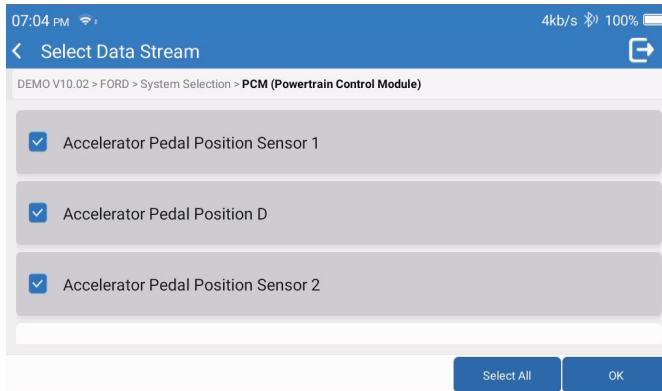 07:04 PM 4kb/s 100%
Select Data Stream
DEMO V10.02 > FORD > System Selection > PCM (Powertrain Control Module)
Accelerator Pedal Position Sensor 1
Accelerator Pedal Position D
Accelerator Pedal Position Sensor 2
Select All OK